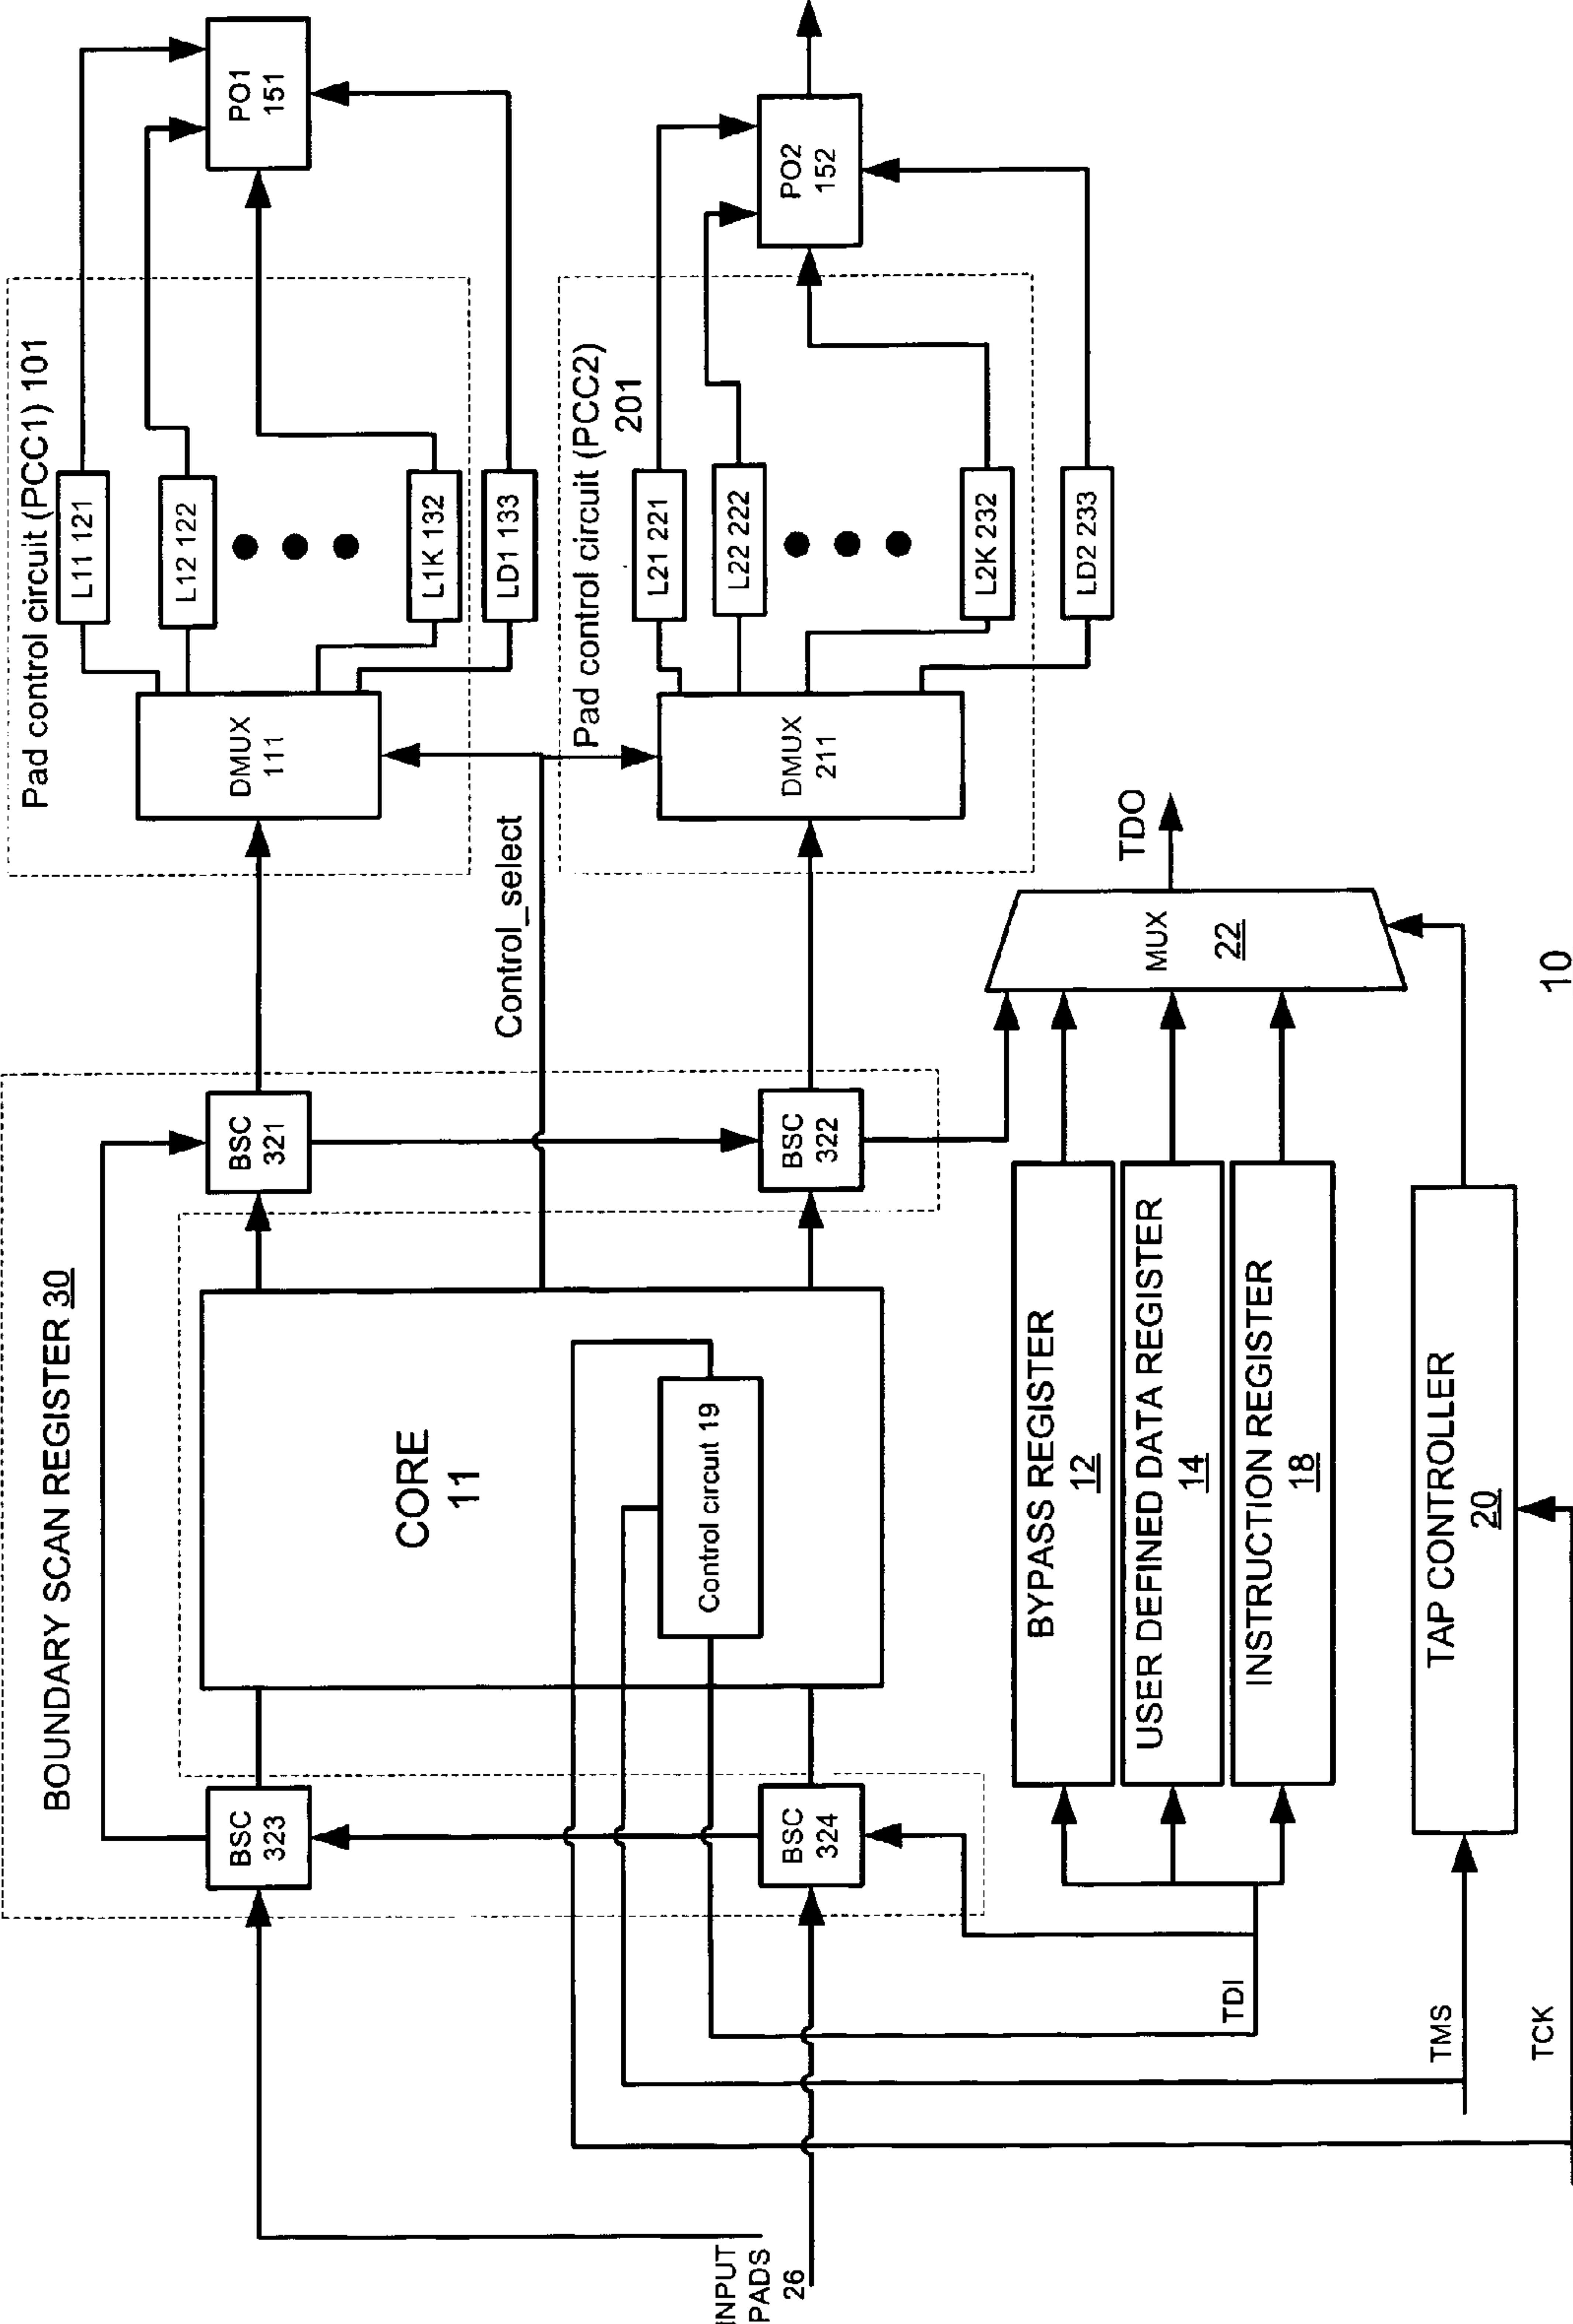 Pad control circuit (PCC1) 101
L11 121
L12 122
L1K 132
LD1 133
DMUX
111
PO1
151
Pad control circuit (PCC2)
201
L21 221
L22 222
L2K 232
LD2 233
DMUX
211
PO2
152
Control_select
BOUNDARY SCAN REGISTER 30
BSC
321
BSC
322
BSC
323
BSC
324
CORE
11
Control circuit 19
INPUT
PADS
26
BYPASS REGISTER
12
USER DEFINED DATA REGISTER
14
INSTRUCTION REGISTER
18
TAP CONTROLLER
20
MUX
22
TDO
TDI
TMS
TCK
10